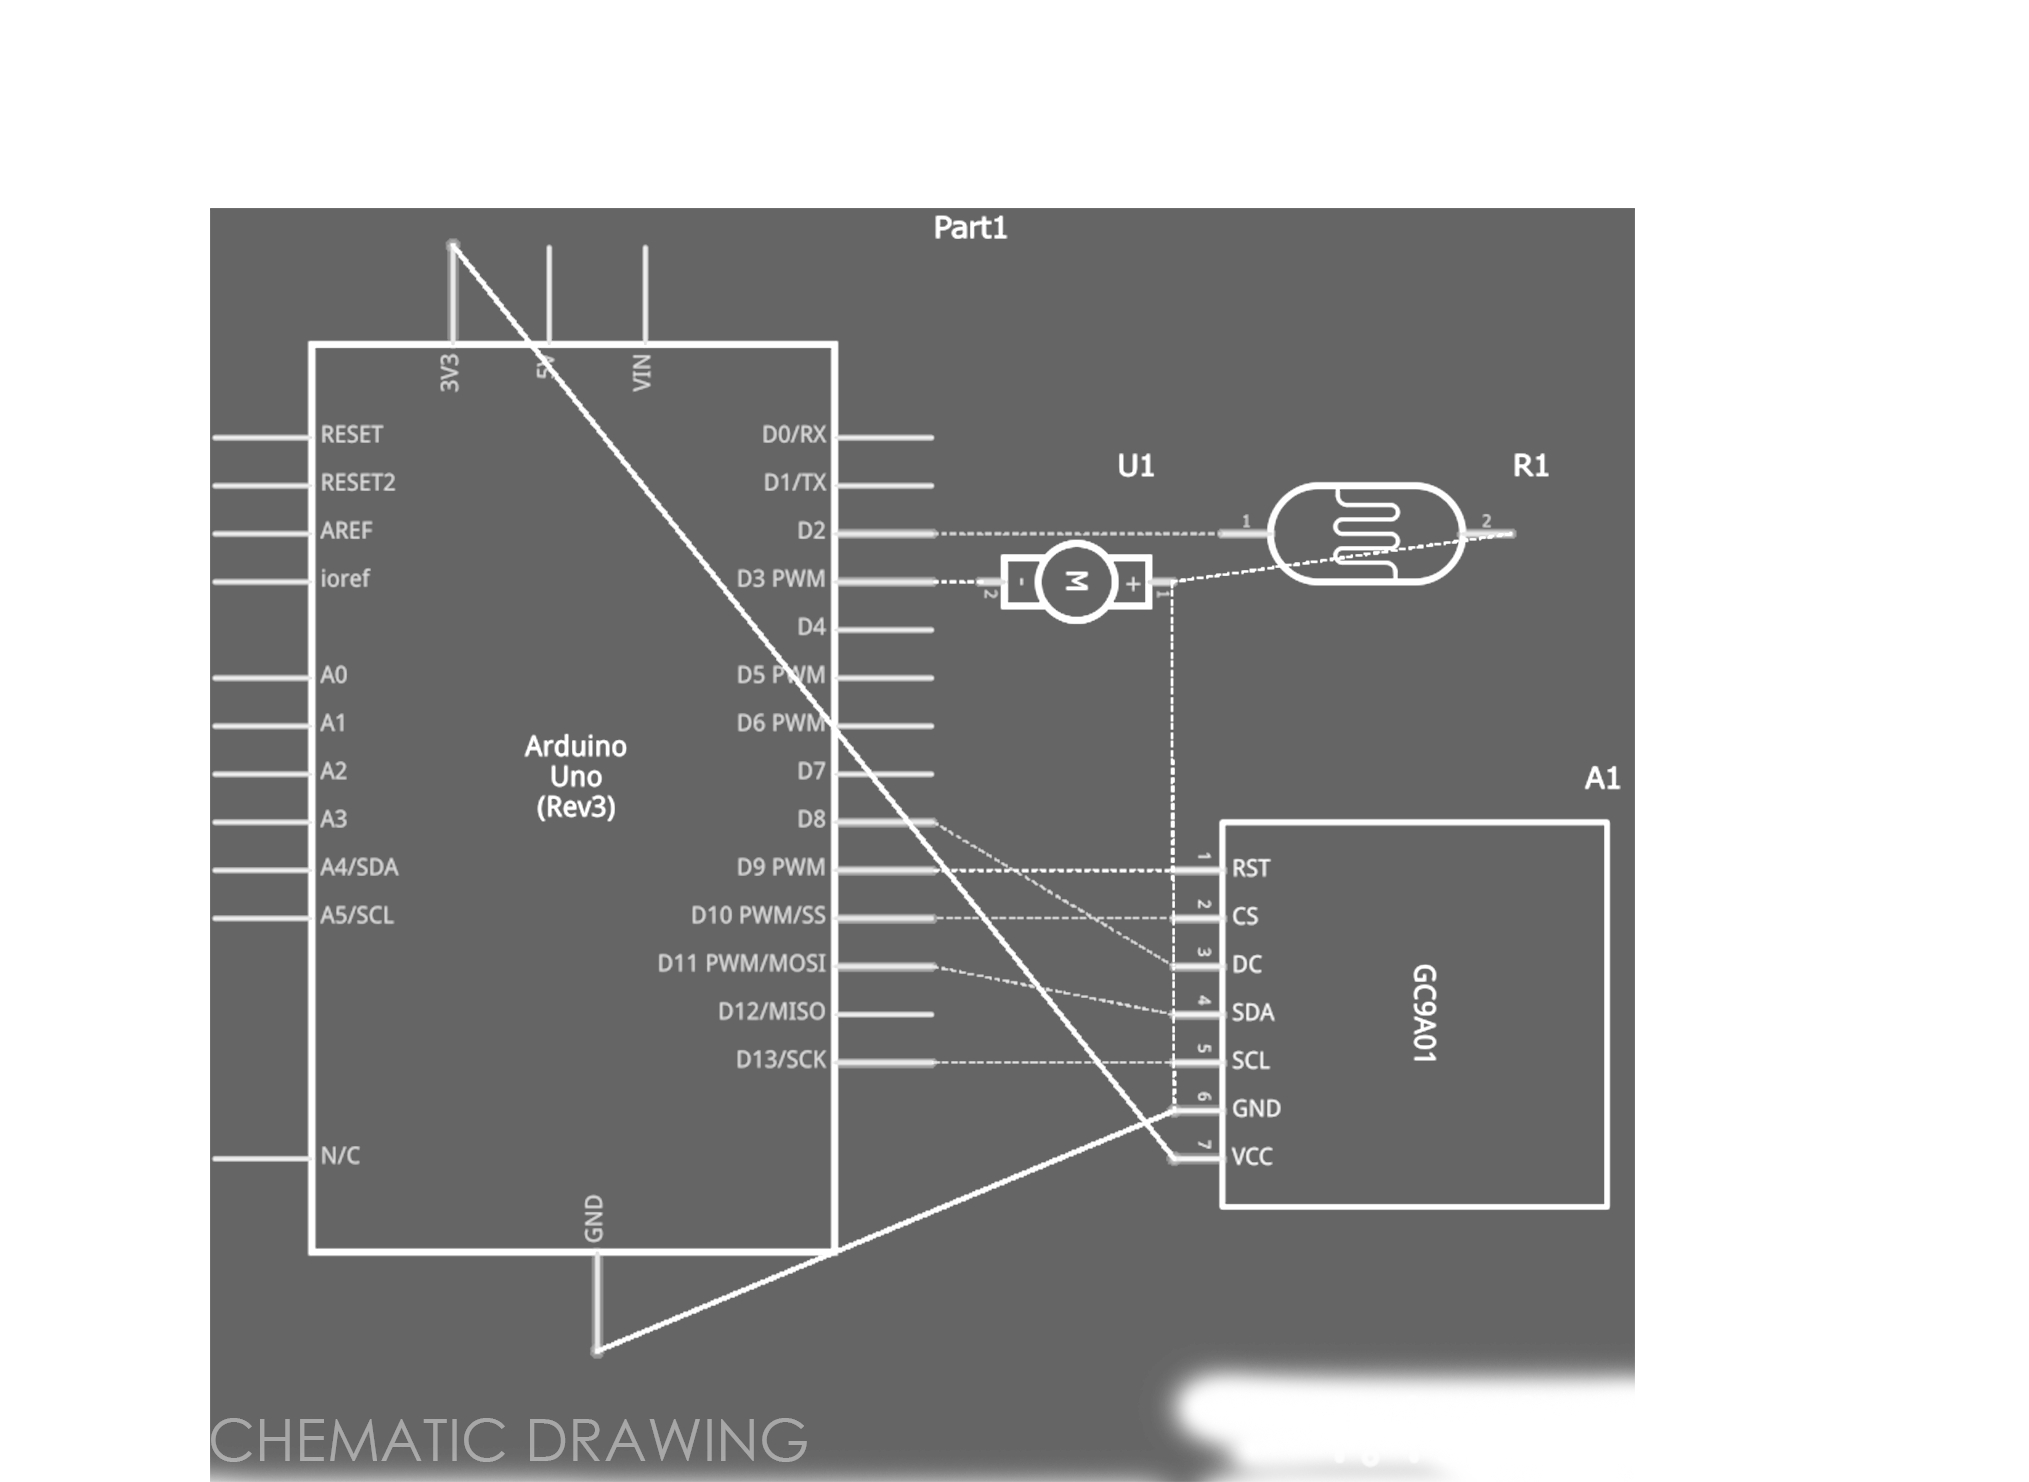 Part1
3V3
5V
VIN
RESET
RESET2
AREF
ioref
A0
A1
A2
A3
A4/SDA
A5/SCL
N/C
Arduino
Uno
(Rev3)
GND
D0/RX
D1/TX
D2
D3 PWM
D4
D5 PWM
D6 PWM
D7
D8
D9 PWM
D10 PWM/SS
D11 PWM/MOSI
D12/MISO
D13/SCK
U1
2
-
M
+
1
R1
1
2
A1
1 RST
2 CS
3 DC
4 SDA
5 SCL
6 GND
7 VCC
GC9A01
CHEMATIC DRAWING